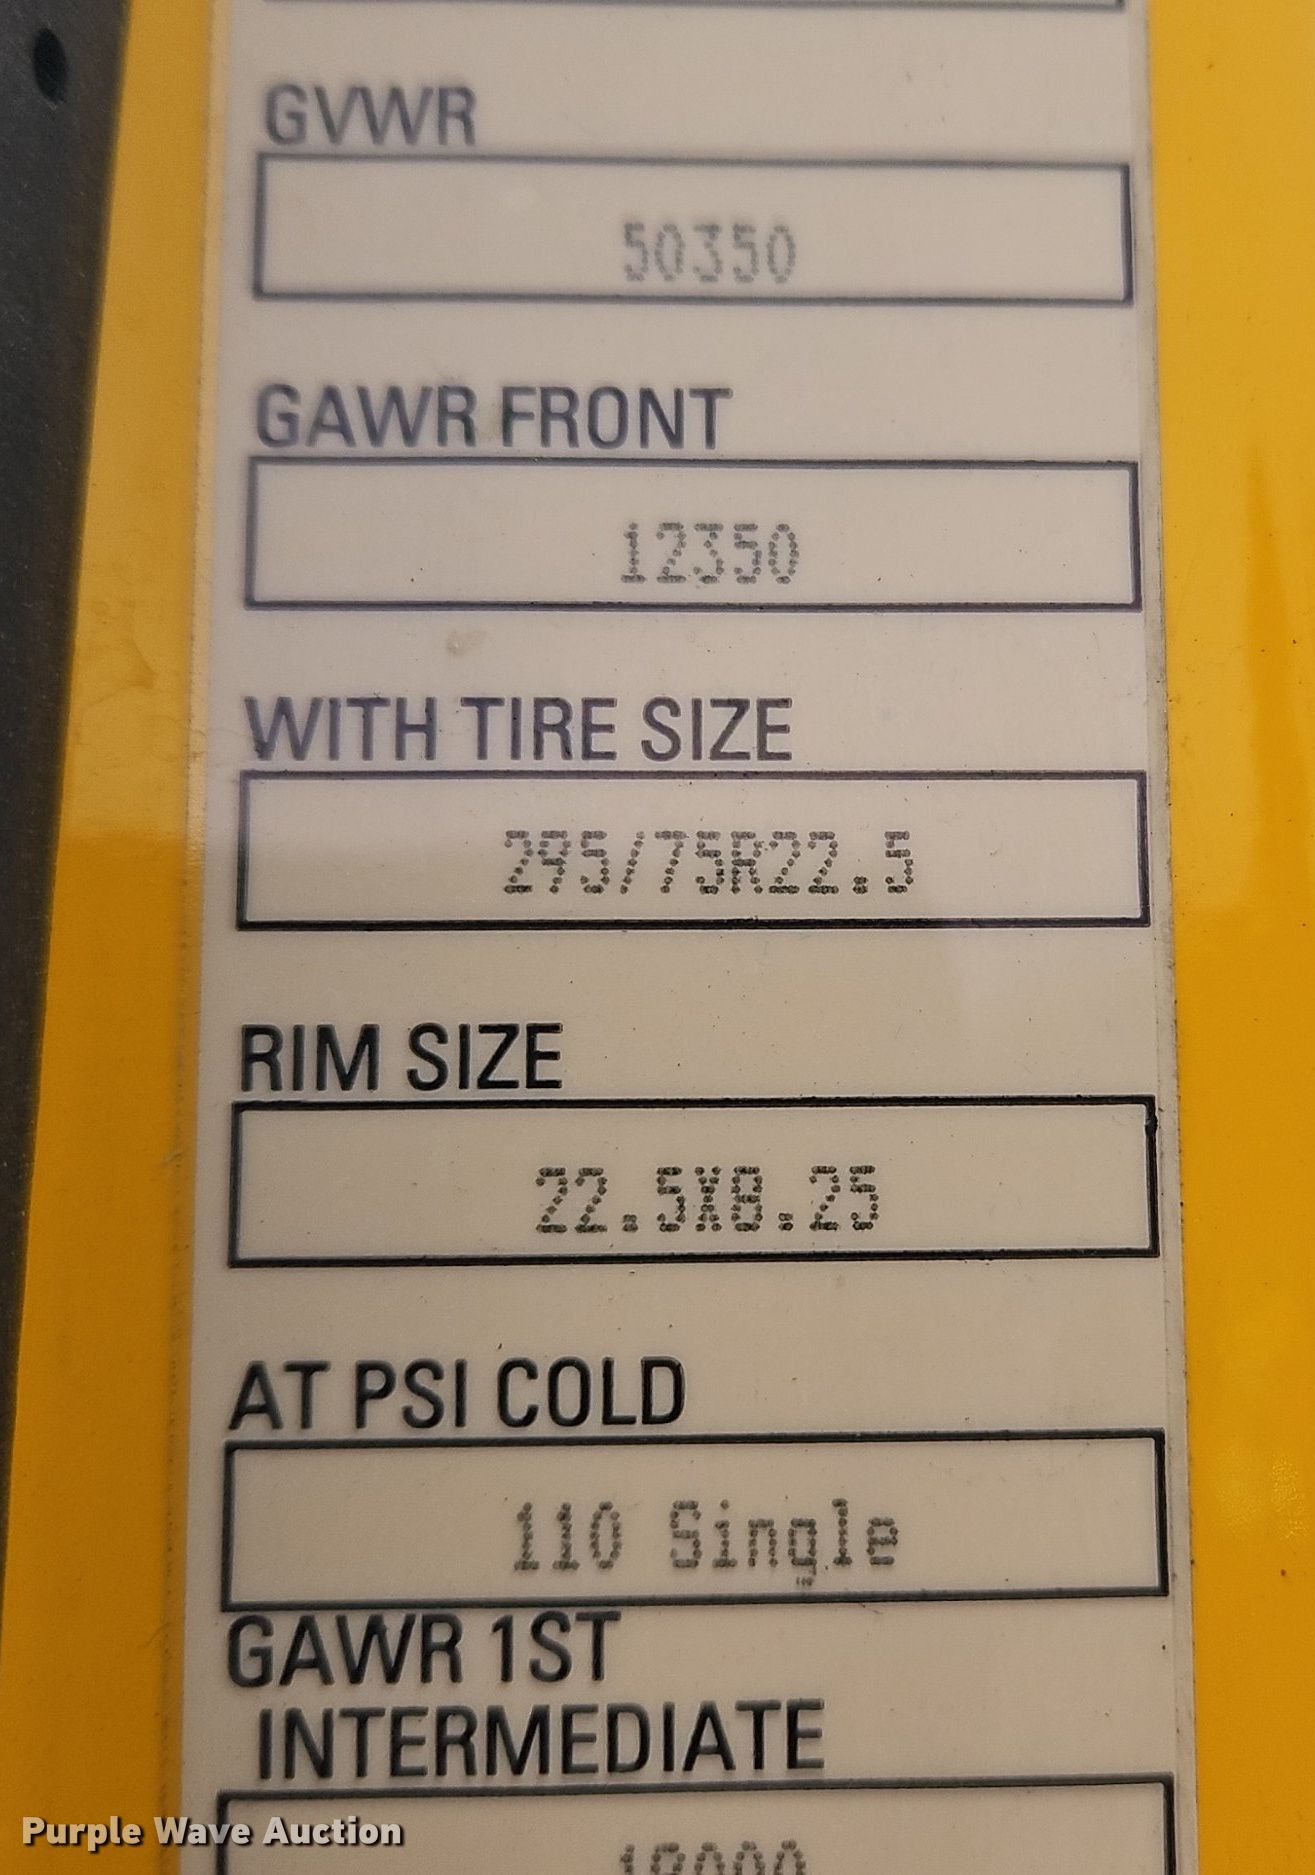 GVWR
50350
GAWR FRONT
12350
WITH TIRE SIZE
295/75R22.5
RIM SIZE
22.5X8.25
AT PSI COLD
110 Single
GAWR 1ST
INTERMEDIATE
Purple Wave Auction